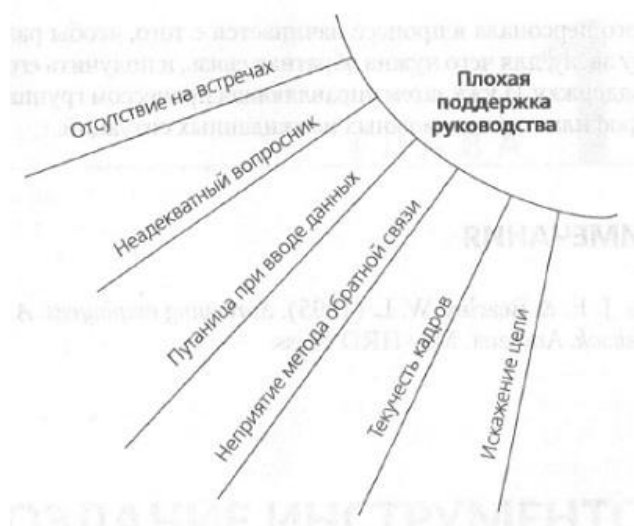 Плохая
поддержка
руководства
Отсутствие на встречах
Неадекватный вопросник
Путаница при вводе данных
Неприятие метода обратной связи
Текучесть кадров
Искажение цели